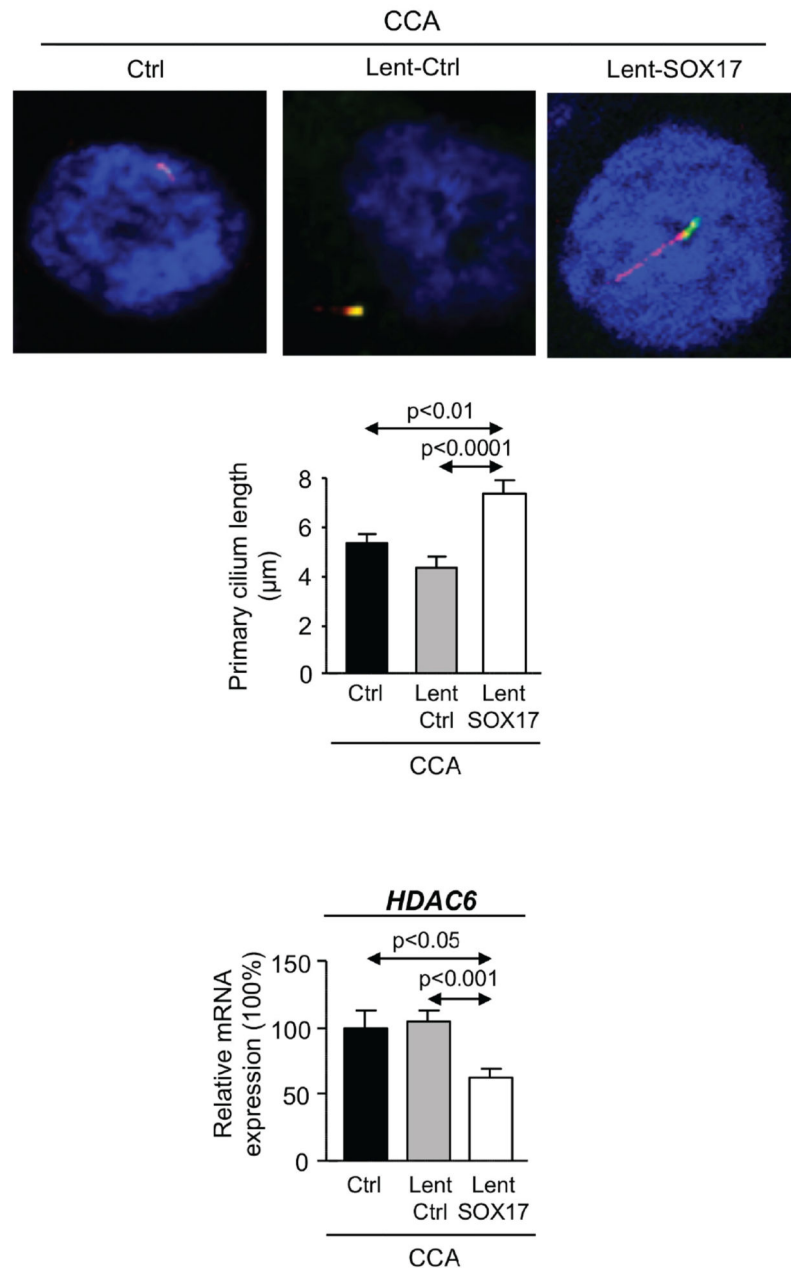 CCA
Ctrl Lent-Ctrl Lent-SOX17
p<0.01
p<0.0001
Primary cilium length
(µm)
8
6
4
2
0
Ctrl Lent Lent
Ctrl SOX17
CCA
HDAC6
p<0.05
p<0.001
Relative mRNA
expression (100%)
150
100
50
0
Ctrl Lent Lent
Ctrl SOX17
CCA